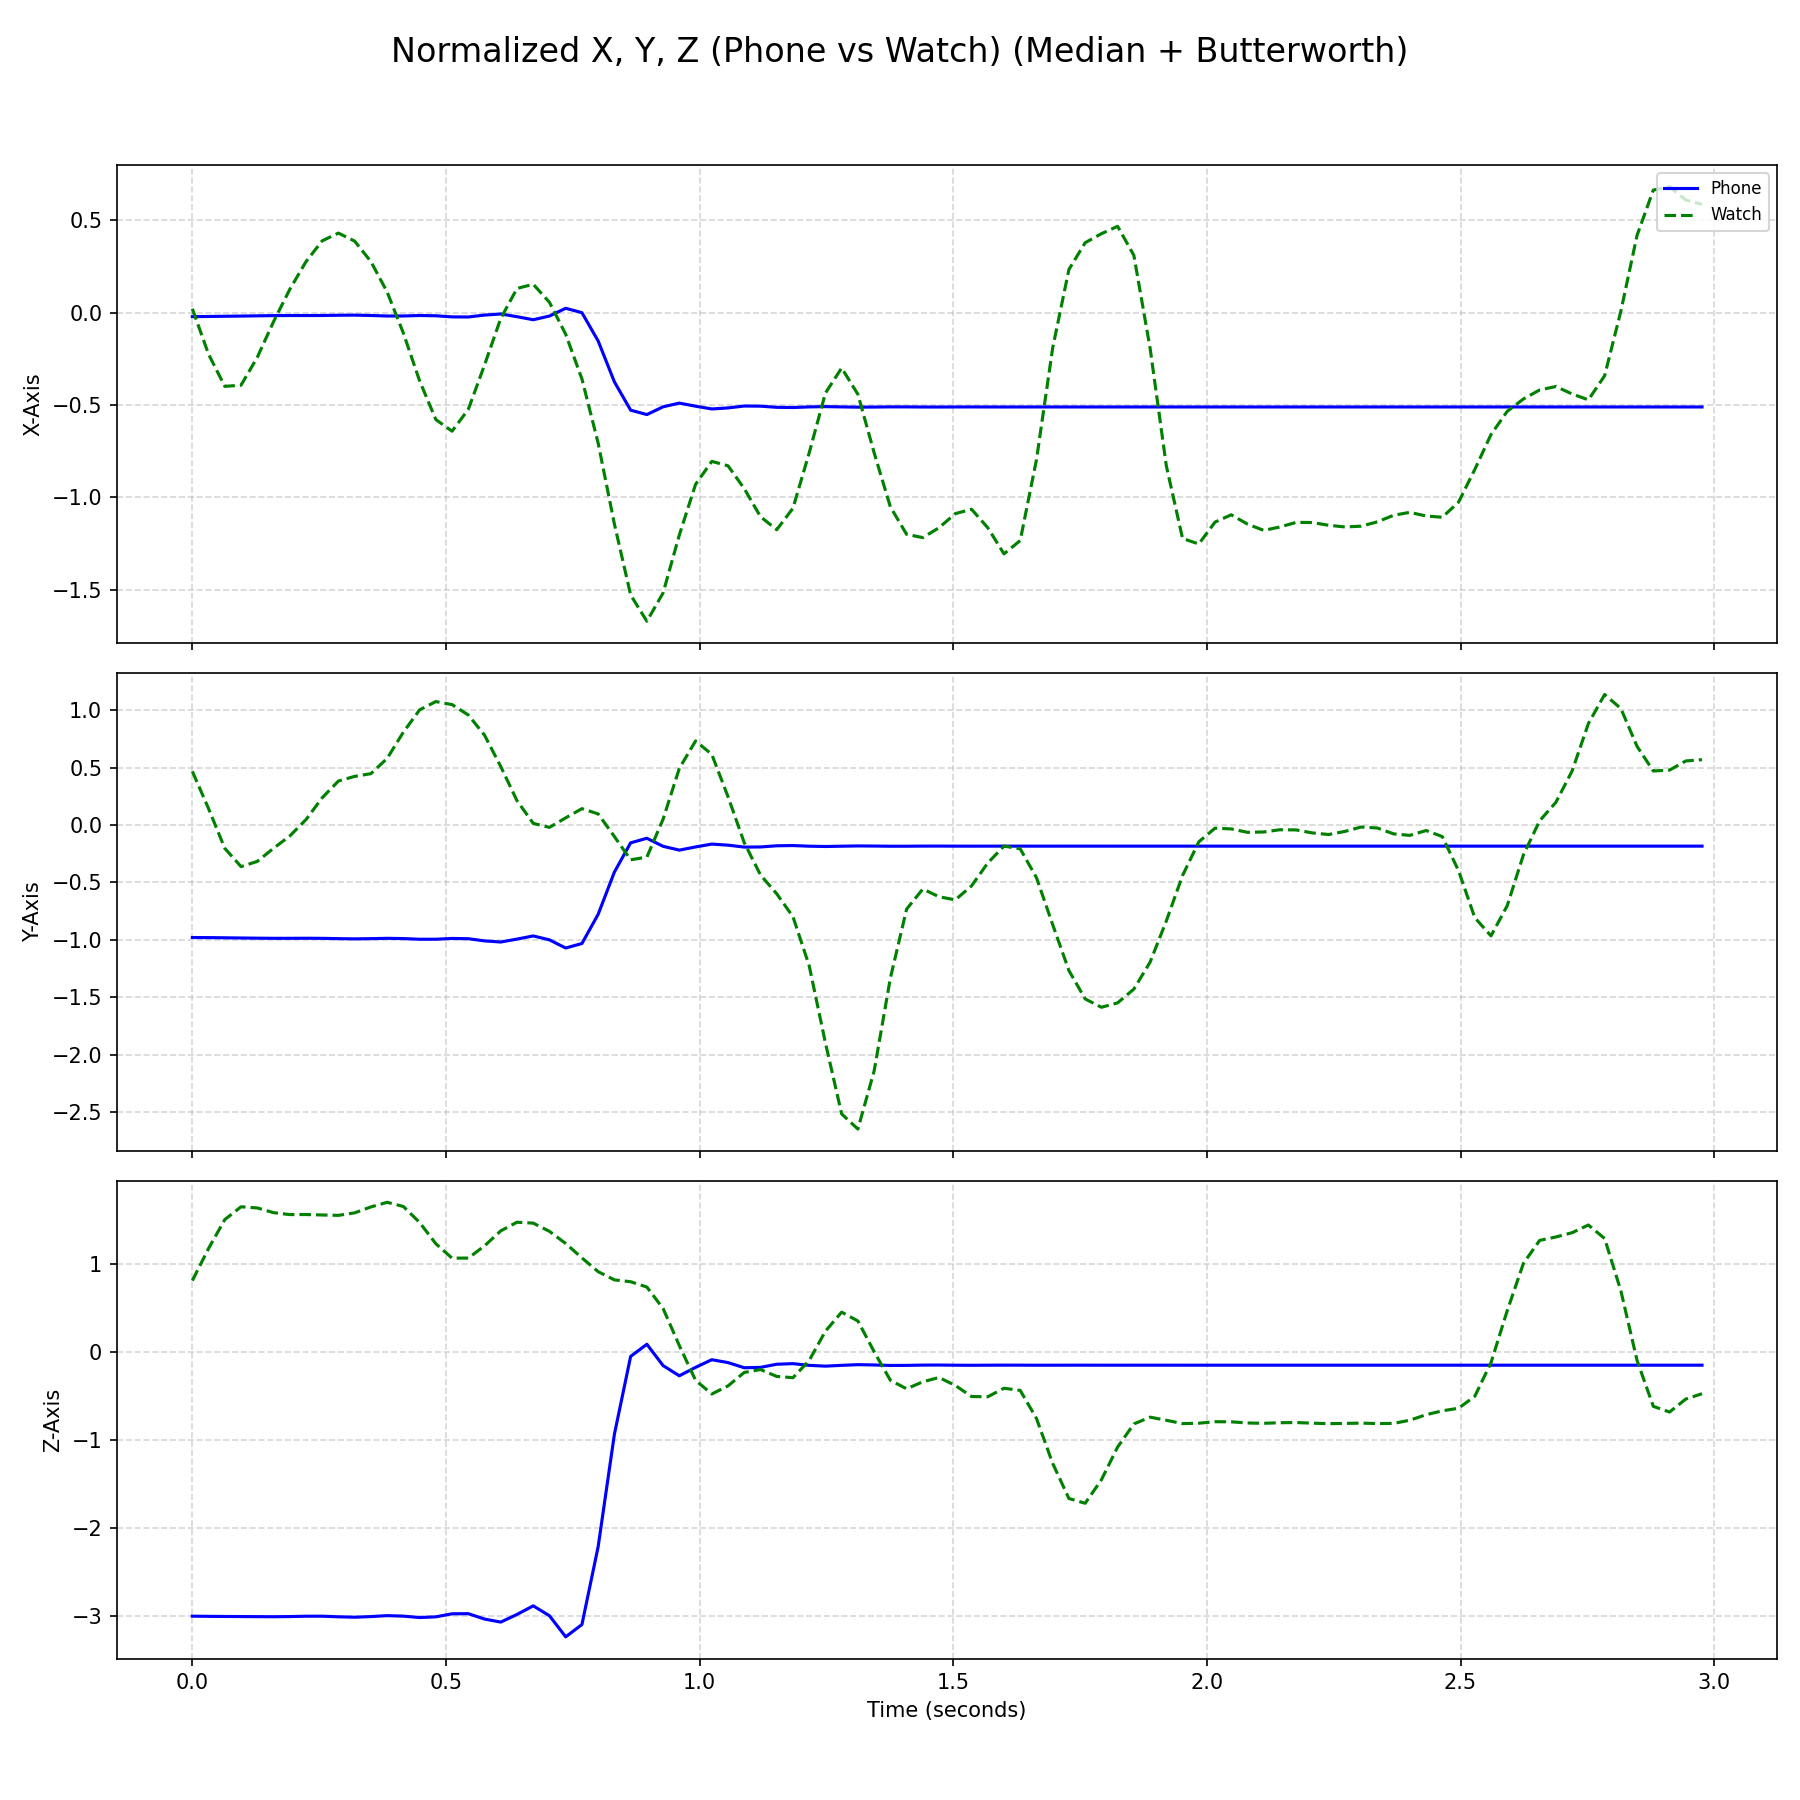 Normalized X, Y, Z (Phone vs Watch) (Median + Butterworth)
Phone
Watch
0.5
0.0
−0.5
−1.0
−1.5
X-Axis
1.0
0.5
0.0
−0.5
−1.0
−1.5
−2.0
−2.5
Y-Axis
1
0
−1
−2
−3
Z-Axis
0.0 0.5 1.0 1.5 2.0 2.5 3.0
Time (seconds)